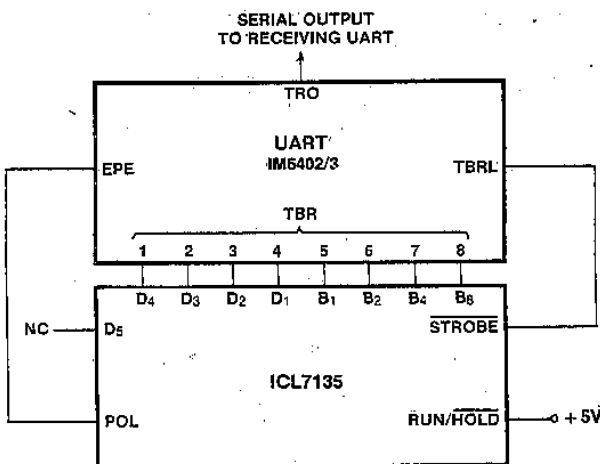 SERIAL OUTPUT
TO RECEIVING UART
TRO
UART
IM6402/3
EPE
TBRL
TBR
1 2 3 4 5 6 7 8
D4 D3 D2 D1 B1 B2 B4 B8
NC
D5
STROBE
ICL7135
POL
RUN/HOLD
+5V